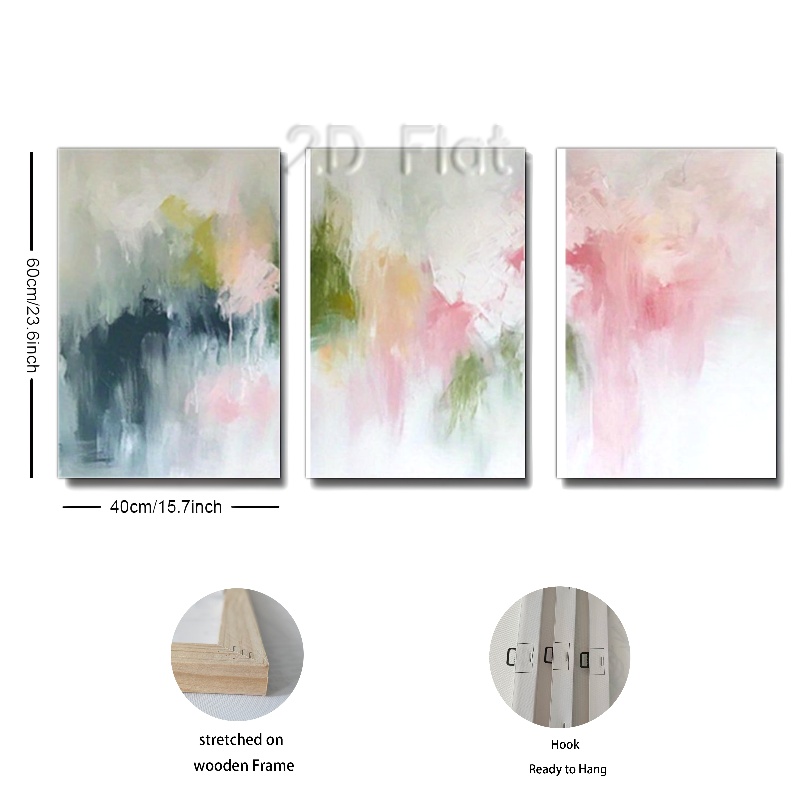 2D Flat
60cm/23.6inch
40cm/15.7inch
stretched on
wooden Frame
Hook
Ready to Hang